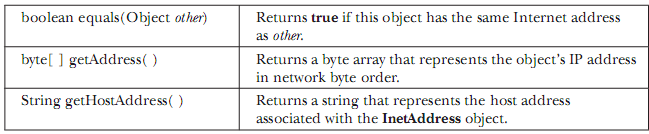 boolean equals(Object other)
Returns true if this object has the same Internet address
as other.
byte[ ] getAddress( )
Returns a byte array that represents the object's IP address
in network byte order.
String getHostAddress( )
Returns a string that represents the host address
associated with the InetAddress object.